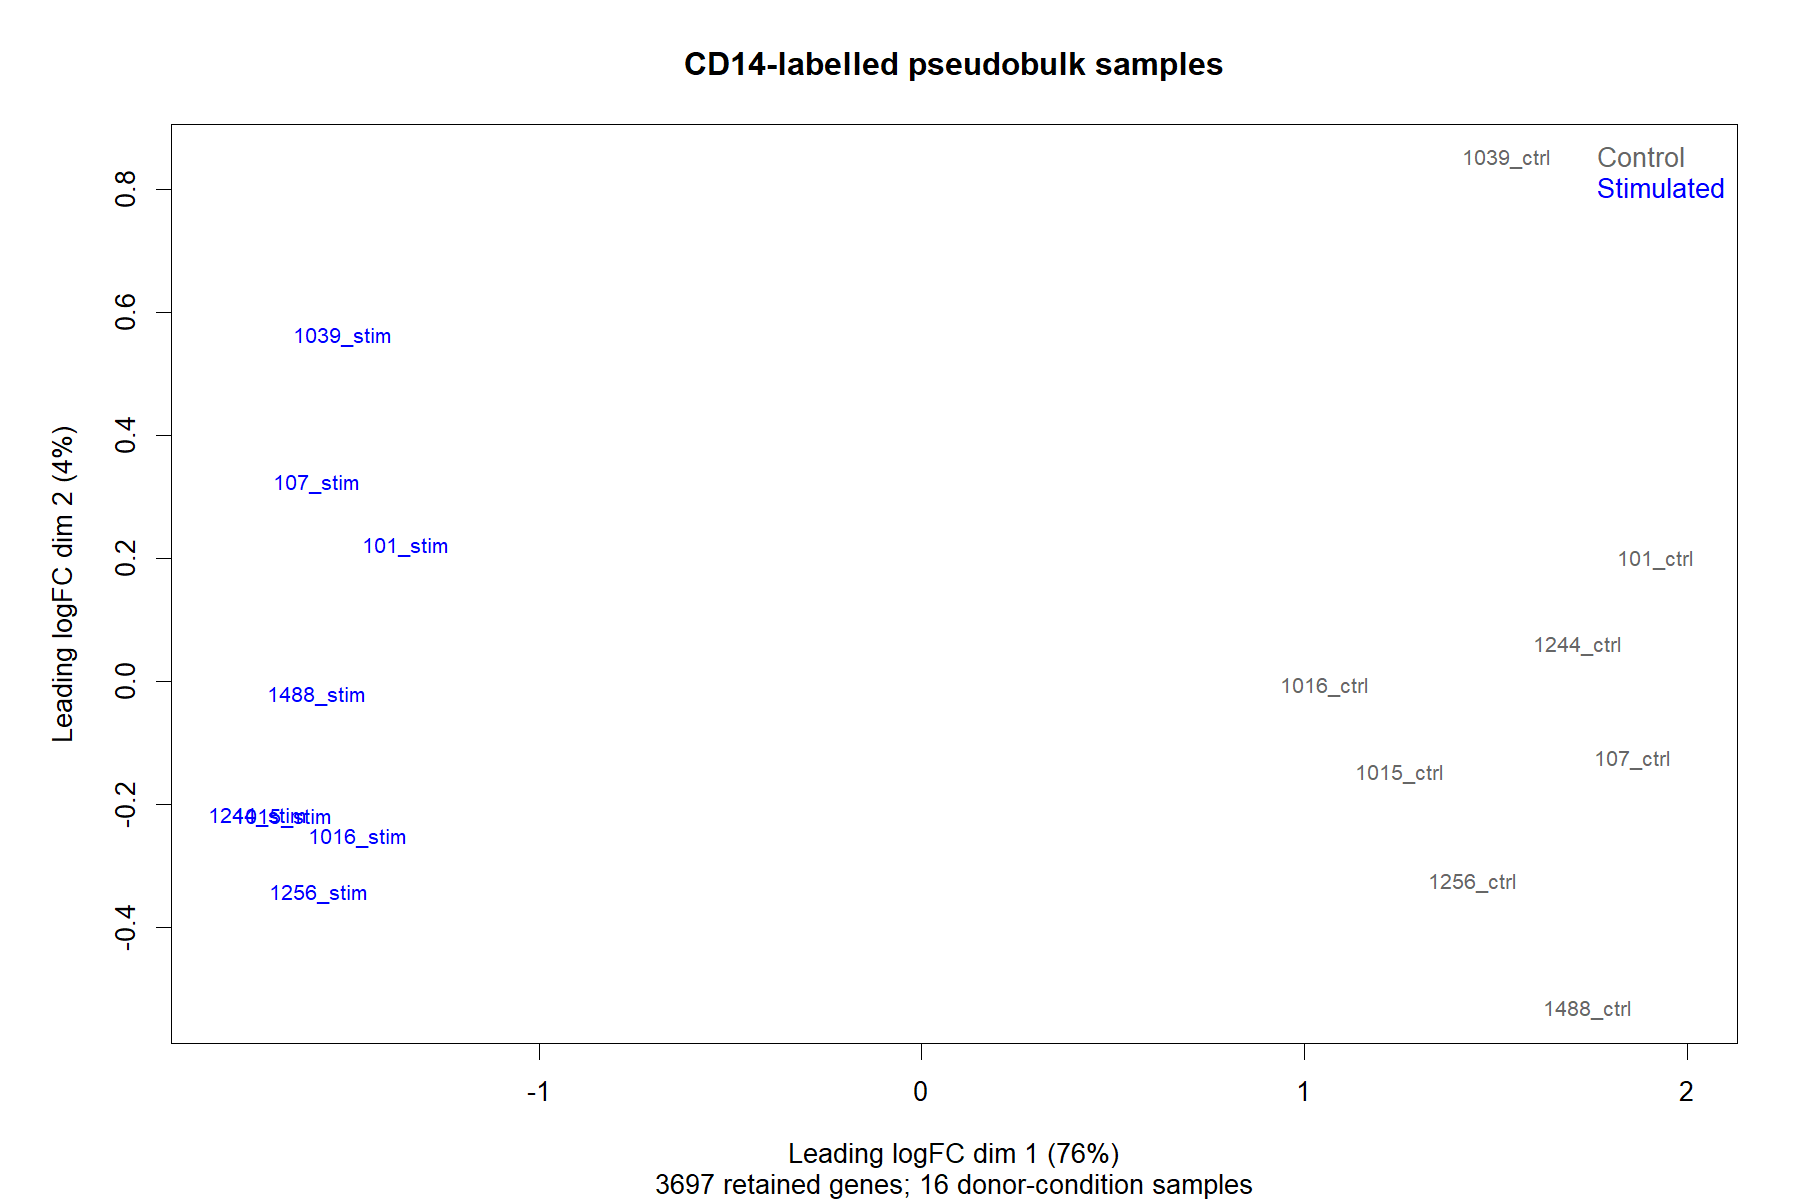 CD14-labelled pseudobulk samples
Control
Stimulated
1039_ctrl
1039_stim
107_stim
101_stim
101_ctrl
1244_ctrl
1016_ctrl
1488_stim
107_ctrl
1015_ctrl
1244_stim
1015_stim
1016_stim
1256_ctrl
1256_stim
1488_ctrl
0.8
0.6
0.4
0.2
0.0
-0.2
-0.4
Leading logFC dim 2 (4%)
-1 0 1 2
Leading logFC dim 1 (76%)
3697 retained genes; 16 donor-condition samples